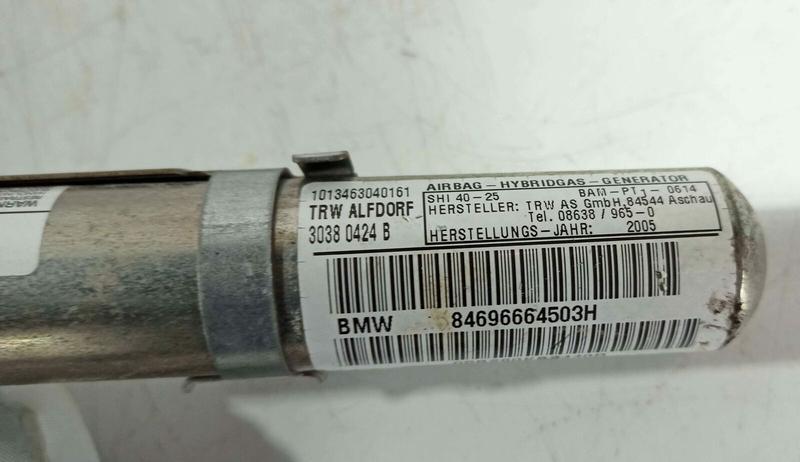 1013463040161
TRW ALFDORF
3038 0424 B
AIRBAG-HYBRIDGAS-GENERATOR
SHI 40-25 BAM-PT1- 0614
HERSTELLER: TRW AS GmbH,84544 Aschau
Tel. 08638 / 965-0
HERSTELLUNGS-JAHR: 2005
BMW 84696664503H